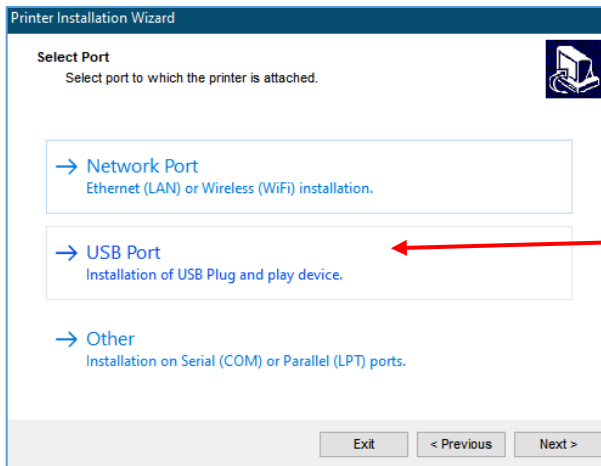 Printer Installation Wizard
Select Port
Select port to which the printer is attached.
→ Network Port
Ethernet (LAN) or Wireless (WiFi) installation.
→ USB Port
Installation of USB Plug and play device.
→ Other
Installation on Serial (COM) or Parallel (LPT) ports.
Exit
< Previous
Next >